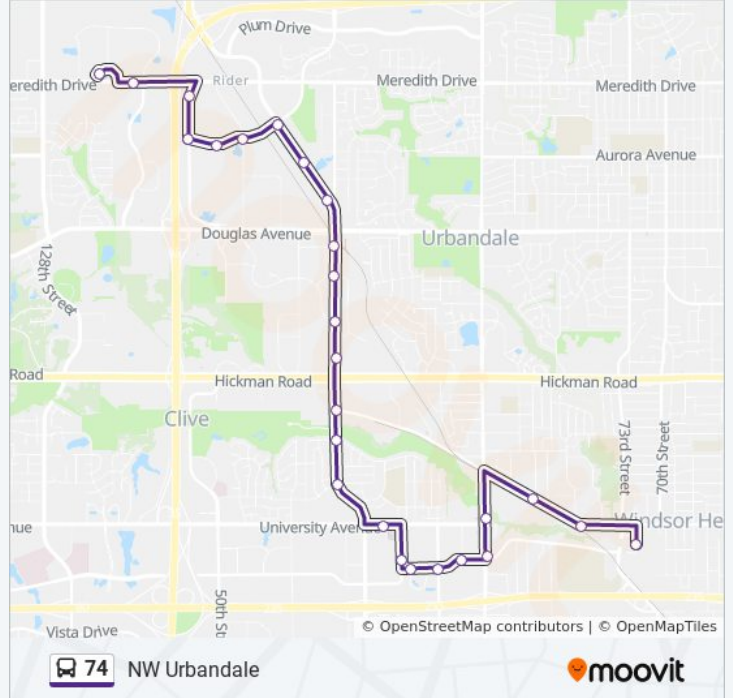 Plum Drive
eredith Drive
Rider
Meredith Drive
Meredith Drive
Aurora Avenue
Douglas Avenue
Urbandale
128th Street
Road
Hickman Road
Hickman Road
Clive
73rd Street
70th Street
nue
University Avenue
Windsor He
50th St
Vista Drive
© OpenStreetMap contributors | © OpenMapTiles
74 NW Urbandale
moovit